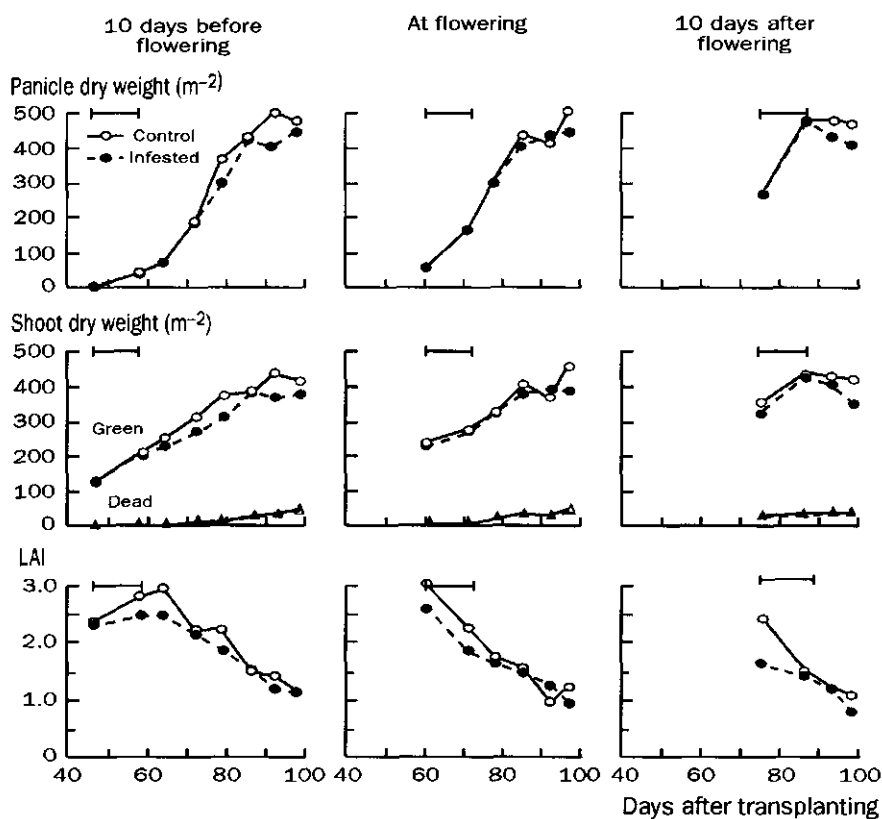 10 days before
flowering
At flowering
10 days after
flowering
Panicle dry weight (m⁻²)
500
400
300
200
100
0
Control
Infested
Shoot dry weight (m⁻²)
500
400
300
200
100
0
Green
Dead
LAI
3.0
2.0
1.0
0
40 60 80 100 40 60 80 100 40 60 80 100
Days after transplanting